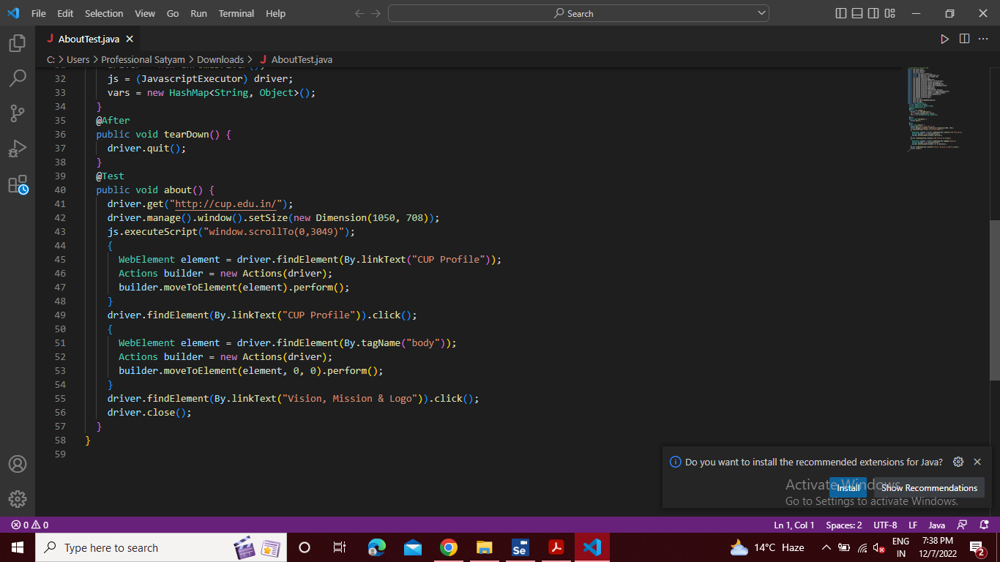 File Edit Selection View Go Run Terminal Help
Search
AboutTest.java
C: > Users > Professional Satyam > Downloads > AboutTest.java
32 js = (JavascriptExecutor) driver;
33 vars = new HashMap<String, Object>();
34 }
35 @After
36 public void tearDown() {
37 driver.quit();
38 }
39 @Test
40 public void about() {
41 driver.get("http://cup.edu.in/");
42 driver.manage().window().setSize(new Dimension(1050, 708));
43 js.executeScript("window.scrollTo(0,3049)");
44 {
45 WebElement element = driver.findElement(By.linkText("CUP Profile"));
46 Actions builder = new Actions(driver);
47 builder.moveToElement(element).perform();
48 }
49 driver.findElement(By.linkText("CUP Profile")).click();
50 {
51 WebElement element = driver.findElement(By.tagName("body"));
52 Actions builder = new Actions(driver);
53 builder.moveToElement(element, 0, 0).perform();
54 }
55 driver.findElement(By.linkText("Vision, Mission & Logo")).click();
56 driver.close();
57 }
58 }
59
Do you want to install the recommended extensions for Java?
Install Show Recommendations
Activate Windows
Go to Settings to activate Windows.
0 0 Ln 1, Col 1 Spaces: 2 UTF-8 LF Java
Type here to search
Se
14°C Haze
ENG
IN
7:38 PM
12/7/2022
2